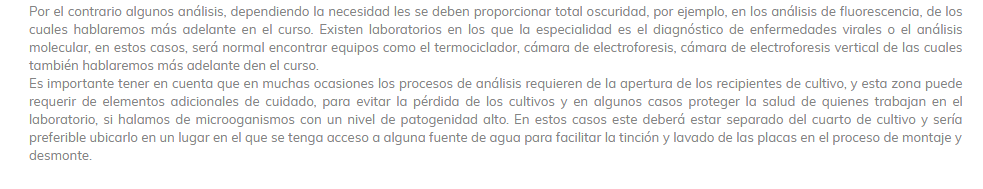 Por el contrario algunos análisis, dependiendo la necesidad les se deben proporcionar total oscuridad, por ejemplo, en los análisis de fluorescencia, de los
cuales hablaremos más adelante en el curso. Existen laboratorios en los que la especialidad es el diagnóstico de enfermedades virales o el análisis
molecular, en estos casos, será normal encontrar equipos como el termociclador, cámara de electroforesis, cámara de electroforesis vertical de las cuales
también hablaremos más adelante den el curso.
Es importante tener en cuenta que en muchas ocasiones los procesos de análisis requieren de la apertura de los recipientes de cultivo, y esta zona puede
requerir de elementos adicionales de cuidado, para evitar la pérdida de los cultivos y en algunos casos proteger la salud de quienes trabajan en el
laboratorio, si halamos de microoganismos con un nivel de patogenidad alto. En estos casos este deberá estar separado del cuarto de cultivo y sería
preferible ubicarlo en un lugar en el que se tenga acceso a alguna fuente de agua para facilitar la tinción y lavado de las placas en el proceso de montaje y
desmonte.